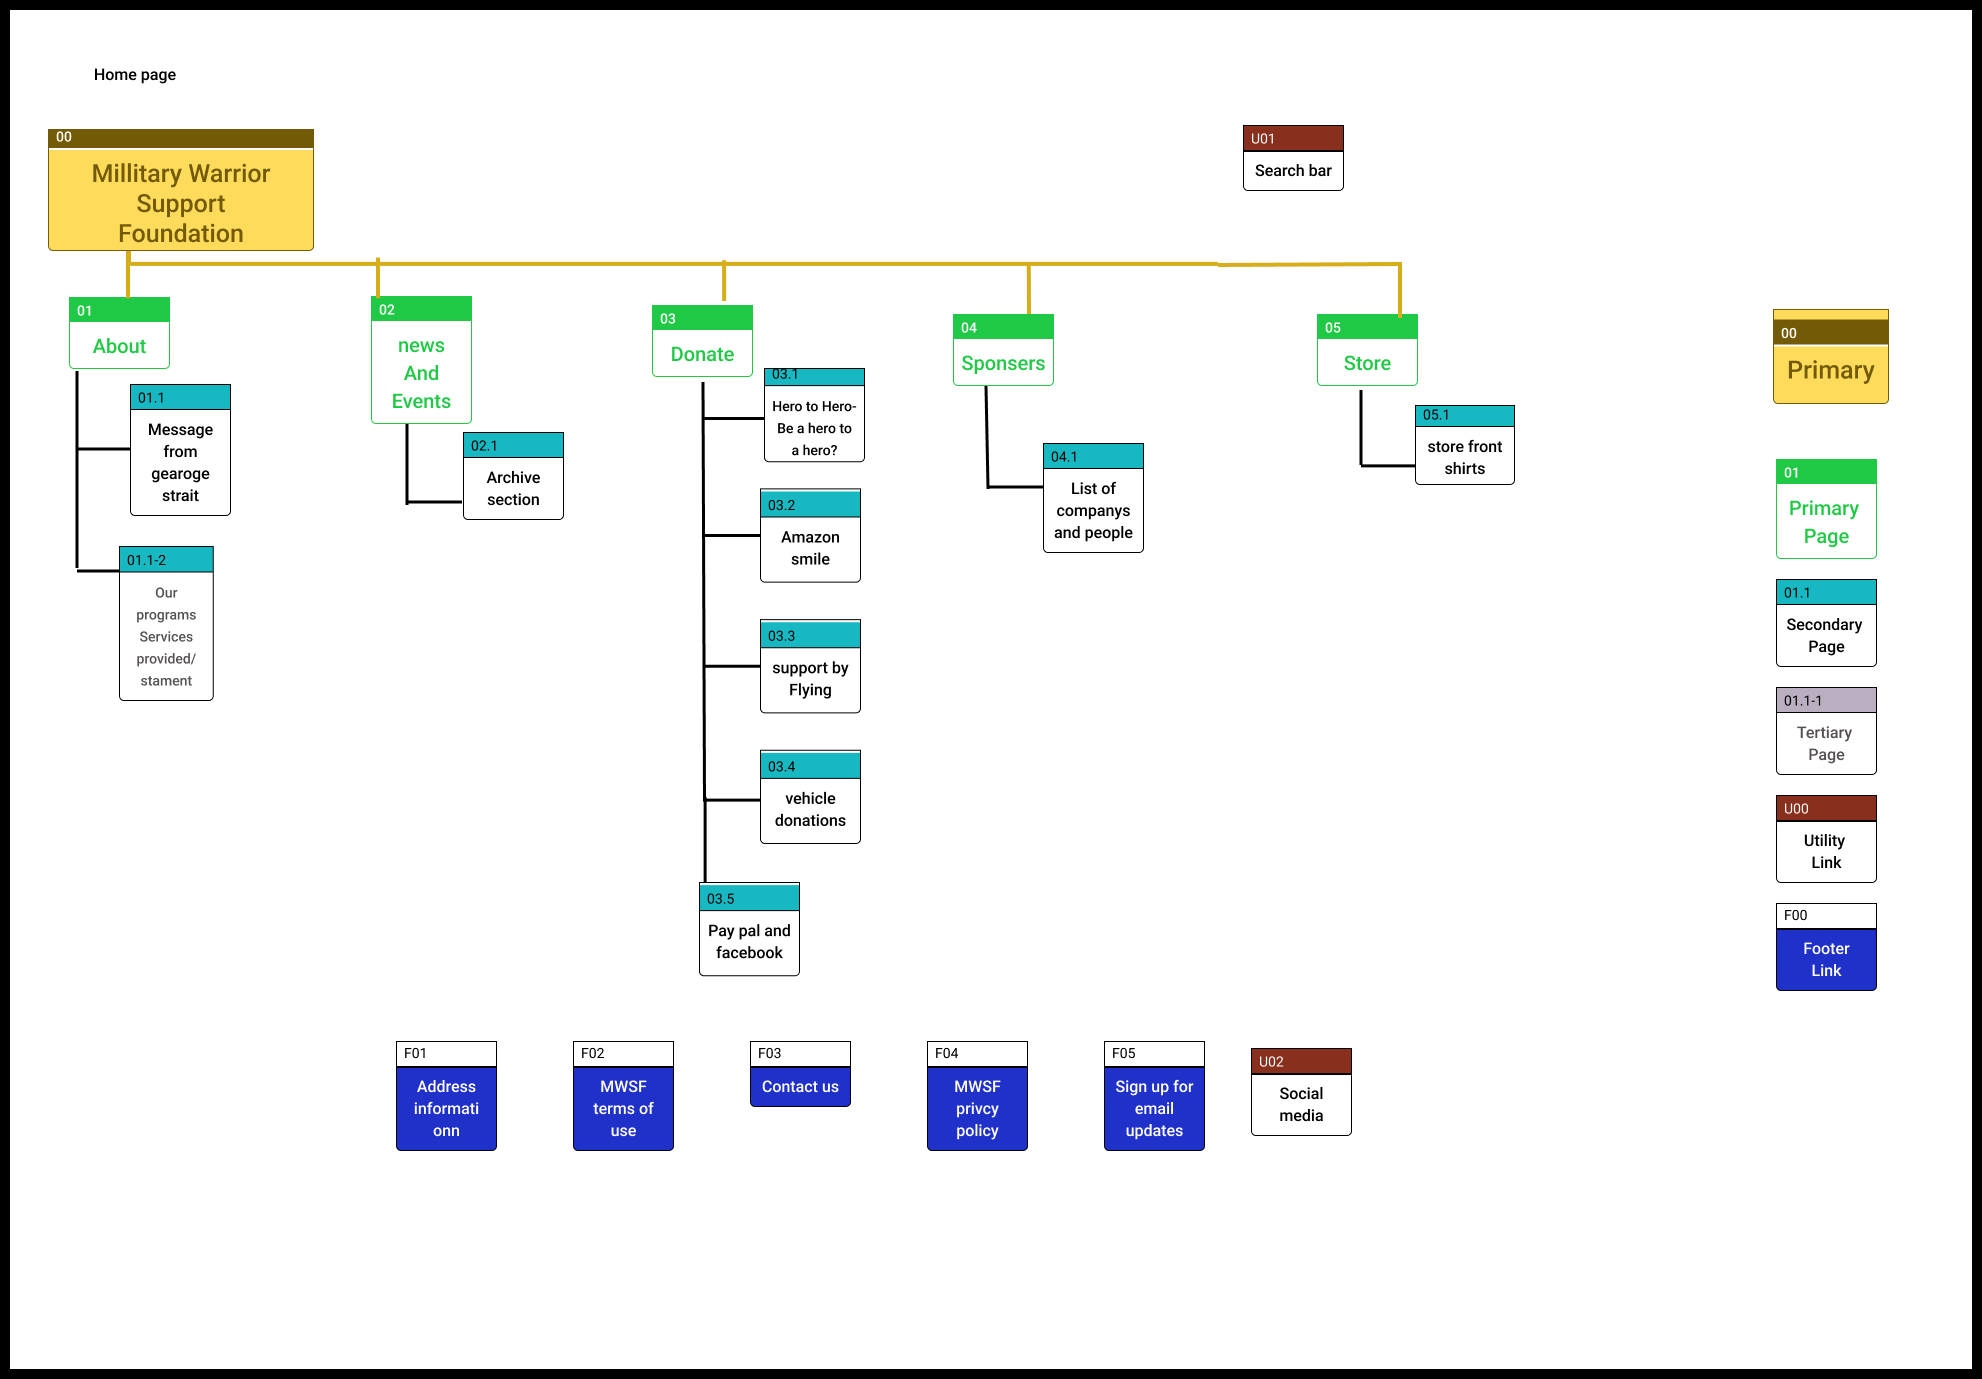 Home page
00
Millitary Warrior
Support
Foundation
U01
Search bar
01
About
01.1
Message
from
gearoge
strait
01.1-2
Our
programs
Services
provided/
stament
02
news
And
Events
02.1
Archive
section
03
Donate
03.1
Hero to Hero-
Be a hero to
a hero?
03.2
Amazon
smile
03.3
support by
Flying
03.4
vehicle
donations
03.5
Pay pal and
facebook
04
Sponsers
04.1
List of
companys
and people
05
Store
05.1
store front
shirts
00
Primary
01
Primary
Page
01.1
Secondary
Page
01.1-1
Tertiary
Page
U00
Utility
Link
F00
Footer
Link
F01
Address
informati
onn
F02
MWSF
terms of
use
F03
Contact us
F04
MWSF
privcy
policy
F05
Sign up for
email
updates
U02
Social
media